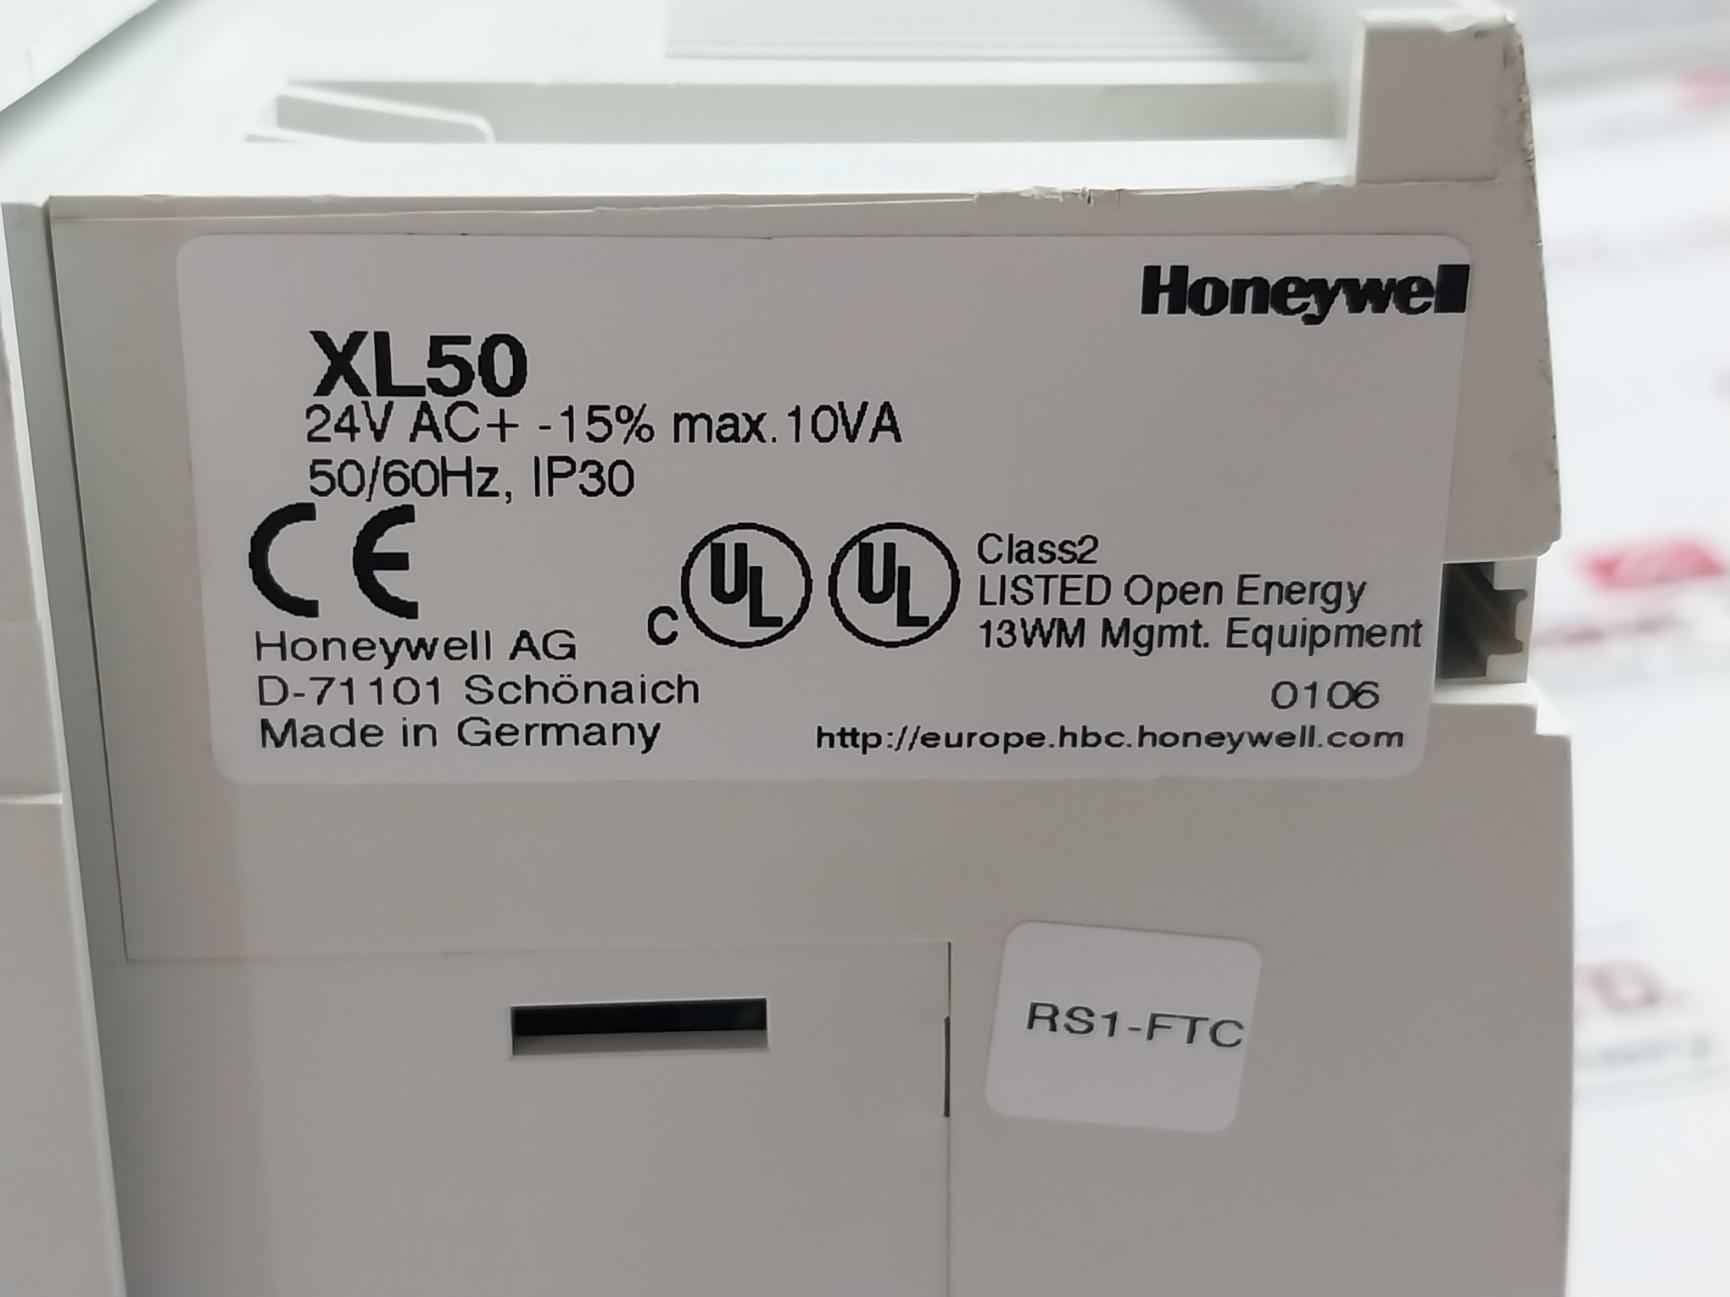 Honeywell
XL50
24V AC+ -15% max.10VA
50/60Hz, IP30
CE
c UL UL
Class2
LISTED Open Energy
13WM Mgmt. Equipment
Honeywell AG
D-71101 Schönaich
Made in Germany
0106
http://europe.hbc.honeywell.com
RS1-FTC